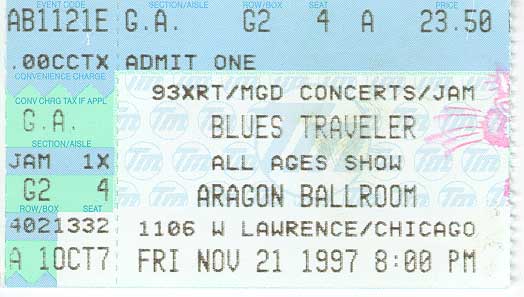 EVENT CODE SECTION/AISLE ROW/BOX SEAT PRICE
AB1121E G.A. G2 4 A 23.50
.00CCTX ADMIT ONE
CONVENIENCE CHARGE
93XRT/MGD CONCERTS/JAM
CONV CHRG TAX IF APPL
G.A. BLUES TRAVELER
SECTION/AISLE
JAM 1X ALL AGES SHOW
G2 4 ARAGON BALLROOM
ROW/BOX SEAT
4021332 1106 W LAWRENCE/CHICAGO
A 1OCT7 FRI NOV 21 1997 8:00 PM